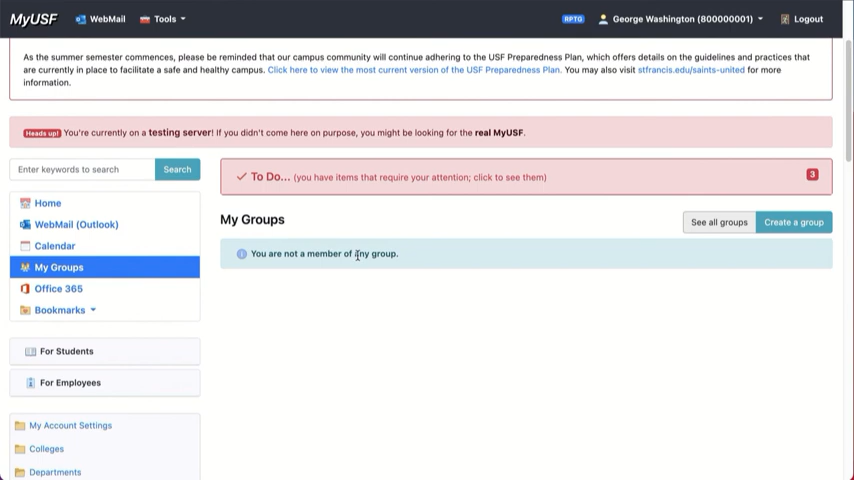 MyUSF WebMail Tools RPTG George Washington (800000001) Logout
As the summer semester commences, please be reminded that our campus community will continue adhering to the USF Preparedness Plan, which offers details on the guidelines and practices that
are currently in place to facilitate a safe and healthy campus. Click here to view the most current version of the USF Preparedness Plan. You may also visit stfrancis.edu/saints-united for more
information.
Heads up! You're currently on a testing server! If you didn't come here on purpose, you might be looking for the real MyUSF.
Enter keywords to search Search
To Do... (you have items that require your attention; click to see them) 3
Home
WebMail (Outlook)
Calendar
My Groups
Office 365
Bookmarks
For Students
For Employees
My Account Settings
Colleges
Departments
My Groups
See all groups Create a group
You are not a member of any group.